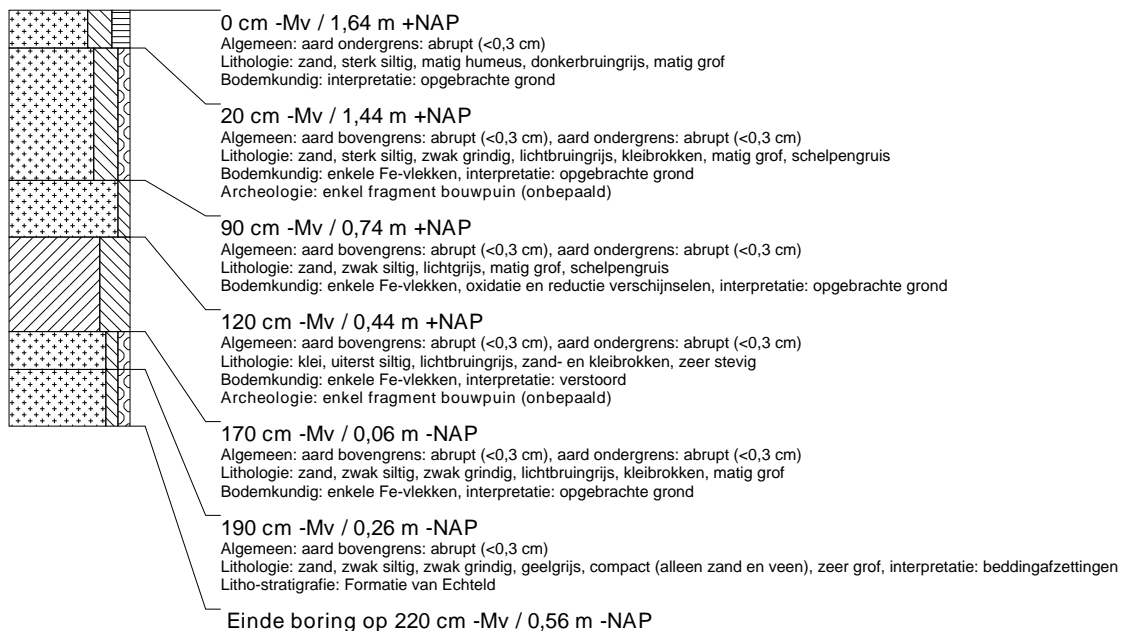 0 cm -Mv / 1,64 m +NAP
Algemeen: aard ondergrens: abrupt (<0,3 cm)
Lithologie: zand, sterk siltig, matig humeus, donkerbruingrijs, matig grof
Bodemkundig: interpretatie: opgebrachte grond
20 cm -Mv / 1,44 m +NAP
Algemeen: aard bovengrens: abrupt (<0,3 cm), aard ondergrens: abrupt (<0,3 cm)
Lithologie: zand, sterk siltig, zwak grindig, lichtbruingrijs, kleibrokken, matig grof, schelpengruis
Bodemkundig: enkele Fe-vlekken, interpretatie: opgebrachte grond
Archeologie: enkel fragment bouwpuin (onbepaald)
90 cm -Mv / 0,74 m +NAP
Algemeen: aard bovengrens: abrupt (<0,3 cm), aard ondergrens: abrupt (<0,3 cm)
Lithologie: zand, zwak siltig, lichtgrijs, matig grof, schelpengruis
Bodemkundig: enkele Fe-vlekken, oxidatie en reductie verschijnselen, interpretatie: opgebrachte grond
120 cm -Mv / 0,44 m +NAP
Algemeen: aard bovengrens: abrupt (<0,3 cm), aard ondergrens: abrupt (<0,3 cm)
Lithologie: klei, uiterst siltig, lichtbruingrijs, zand- en kleibrokken, zeer stevig
Bodemkundig: enkele Fe-vlekken, interpretatie: verstoord
Archeologie: enkel fragment bouwpuin (onbepaald)
170 cm -Mv / 0,06 m -NAP
Algemeen: aard bovengrens: abrupt (<0,3 cm), aard ondergrens: abrupt (<0,3 cm)
Lithologie: zand, zwak siltig, zwak grindig, lichtbruingrijs, kleibrokken, matig grof
Bodemkundig: enkele Fe-vlekken, interpretatie: opgebrachte grond
190 cm -Mv / 0,26 m -NAP
Algemeen: aard bovengrens: abrupt (<0,3 cm)
Lithologie: zand, zwak siltig, zwak grindig, geelgrijs, compact (alleen zand en veen), zeer grof, interpretatie: beddingafzettingen
Litho-stratigrafie: Formatie van Echteld
Einde boring op 220 cm -Mv / 0,56 m -NAP